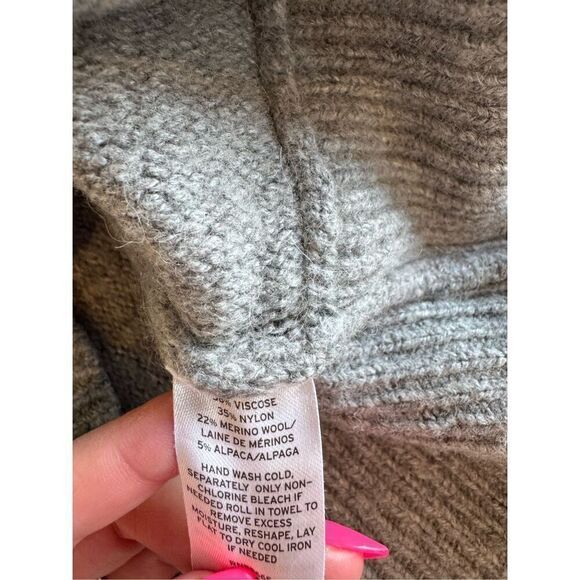 VISCOSE
35% NYLON
22% MERINO WOOL/
LAINE DE MÉRINOS
5% ALPACA/ALPAGA
HAND WASH COLD,
SEPARATELY ONLY NON-
CHLORINE BLEACH IF
NEEDED ROLL IN TOWEL TO
REMOVE EXCESS
MOISTURE, RESHAPE, LAY
FLAT TO DRY COOL IRON
IF NEEDED